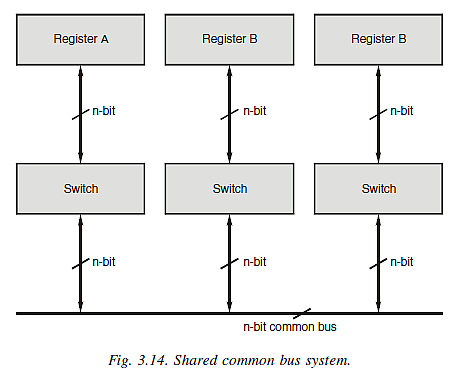 Register A
Register B
Register B
n-bit
n-bit
n-bit
Switch
Switch
Switch
n-bit
n-bit
n-bit
n-bit common bus
Fig. 3.14. Shared common bus system.